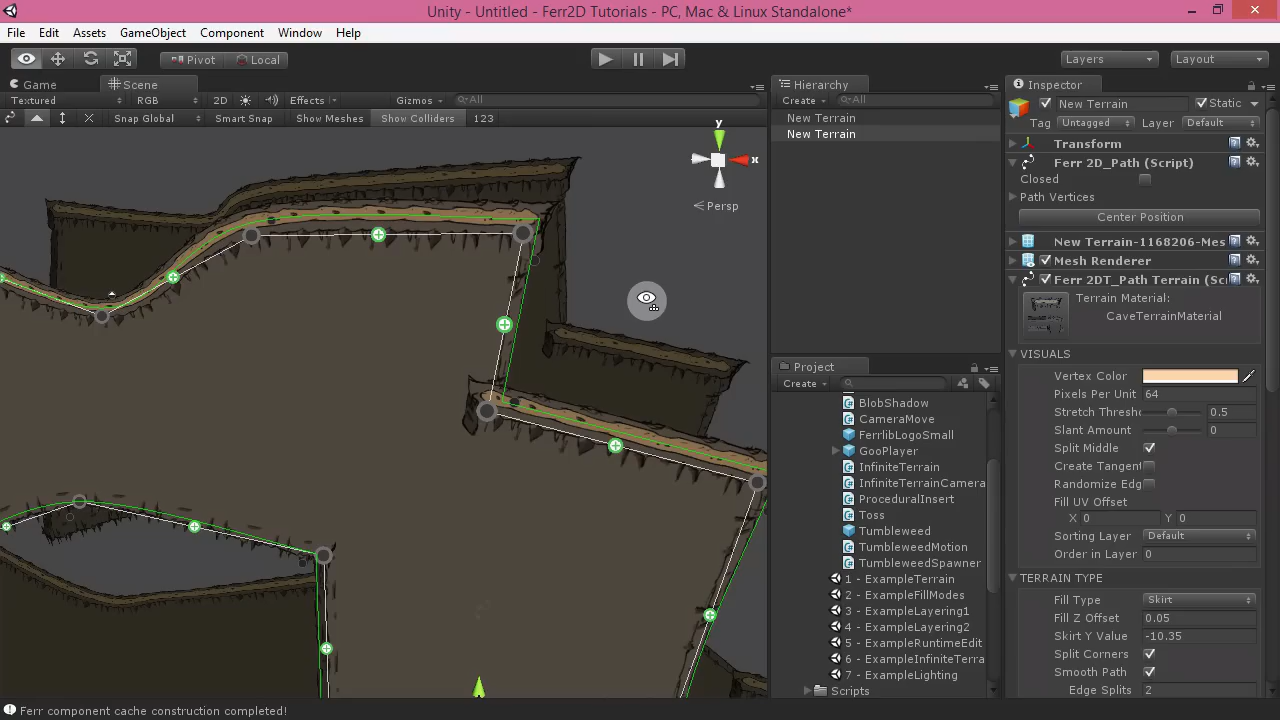 Unity - Untitled - Ferr2D Tutorials - PC, Mac & Linux Standalone*
File Edit Assets GameObject Component Window Help
Pivot Local Layers Layout
Game Scene Hierarchy Inspector
Textured RGB 2D Effects Gizmos All Create All New Terrain Static
Snap Global Smart Snap Show Meshes Show Colliders 123 New Terrain Tag Untagged Layer Default
New Terrain
y
x
Persp
Transform
Ferr 2D_Path (Script)
Closed
Path Vertices
Center Position
New Terrain-1168206-Mes
Mesh Renderer
Ferr 2DT_Path Terrain (Sc
Terrain Material:
CaveTerrainMaterial
VISUALS
Vertex Color
Pixels Per Unit 64
Stretch Thresho 0.5
Slant Amount 0
Split Middle
Create Tangent
Randomize Edg
Fill UV Offset
X 0 Y 0
Sorting Layer Default
Order in Layer 0
TERRAIN TYPE
Fill Type Skirt
Fill Z Offset 0.05
Skirt Y Value -10.35
Split Corners
Smooth Path
Edge Splits 2
Project
Create
BlobShadow
CameraMove
FerrlibLogoSmall
GooPlayer
InfiniteTerrain
InfiniteTerrainCamera
ProceduralInsert
Toss
Tumbleweed
TumbleweedMotion
TumbleweedSpawner
1 - ExampleTerrain
2 - ExampleFillModes
3 - ExampleLayering1
4 - ExampleLayering2
5 - ExampleRuntimeEdit
6 - ExampleInfiniteTerra
7 - ExampleLighting
Scripts
Ferr component cache construction completed!